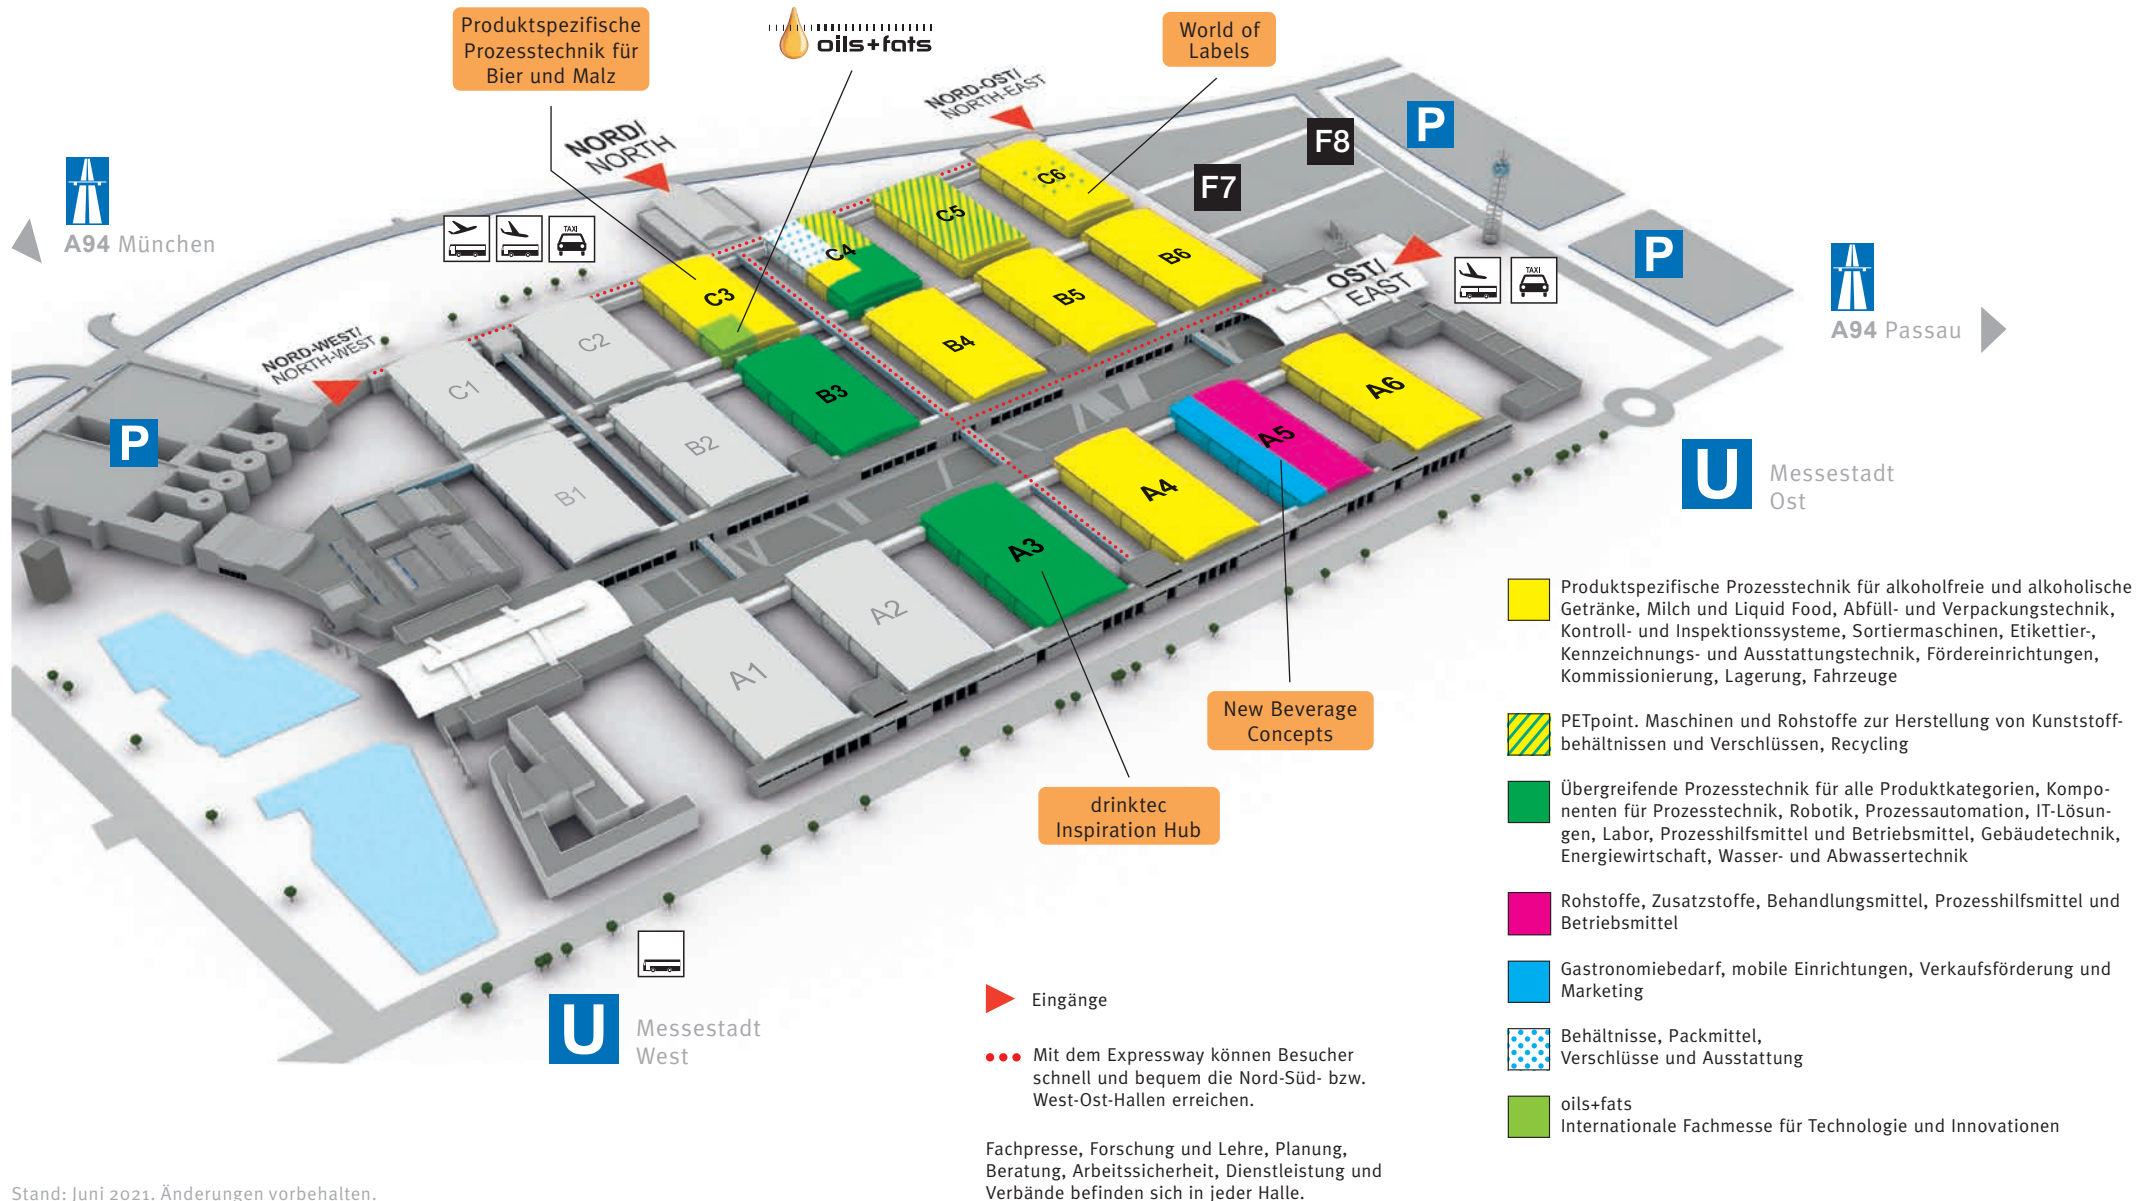 Produktspezifische
Prozesstechnik für
Bier und Malz
oils+fats
World of
Labels
NORD-OST/
NORTH-EAST
NORD/
NORTH
P
F8
F7
A94 München
TAXI
C6
C5
C4
B6
P
OST/
EAST
TAXI
A94 Passau
C3
B5
NORD-WEST/
NORTH-WEST
C2
B4
C1
B3
A6
P
B2
A5
B1
A4
U
Messestadt
Ost
A3
A2
A1
New Beverage
Concepts
drinktec
Inspiration Hub
Produktspezifische Prozesstechnik für alkoholfreie und alkoholische
Getränke, Milch und Liquid Food, Abfüll- und Verpackungstechnik,
Kontroll- und Inspektionssysteme, Sortiermaschinen, Etikettier-,
Kennzeichnungs- und Ausstattungstechnik, Fördereinrichtungen,
Kommissionierung, Lagerung, Fahrzeuge
PETpoint. Maschinen und Rohstoffe zur Herstellung von Kunststoff-
behältnissen und Verschlüssen, Recycling
Übergreifende Prozesstechnik für alle Produktkategorien, Kompo-
nenten für Prozesstechnik, Robotik, Prozessautomation, IT-Lösun-
gen, Labor, Prozesshilfsmittel und Betriebsmittel, Gebäudetechnik,
Energiewirtschaft, Wasser- und Abwassertechnik
Rohstoffe, Zusatzstoffe, Behandlungsmittel, Prozesshilfsmittel und
Betriebsmittel
Gastronomiebedarf, mobile Einrichtungen, Verkaufsförderung und
Marketing
Behältnisse, Packmittel,
Verschlüsse und Ausstattung
oils+fats
Internationale Fachmesse für Technologie und Innovationen
U
Messestadt
West
Eingänge
Mit dem Expressway können Besucher
schnell und bequem die Nord-Süd- bzw.
West-Ost-Hallen erreichen.
Fachpresse, Forschung und Lehre, Planung,
Beratung, Arbeitssicherheit, Dienstleistung und
Verbände befinden sich in jeder Halle.
Stand: Juni 2021. Änderungen vorbehalten.